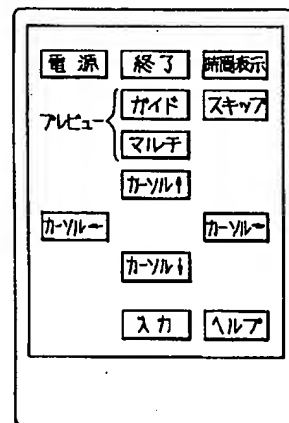 電源 終了 時間表示
プレビュー ガイド スキップ
マルチ
カーソル↑
カーソル← カーソル→
カーソル↓
入力 ヘルプ